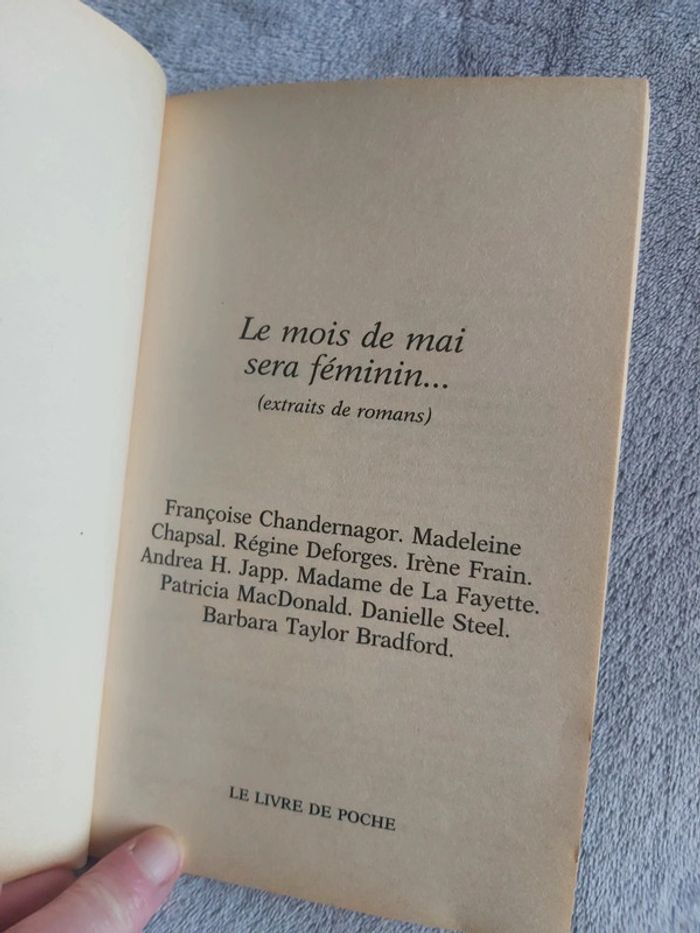 Le mois de mai
sera féminin...
(extraits de romans)
Françoise Chandernagor. Madeleine
Chapsal. Régine Deforges. Irène Frain.
Andrea H. Japp. Madame de La Fayette.
Patricia MacDonald. Danielle Steel.
Barbara Taylor Bradford.
LE LIVRE DE POCHE